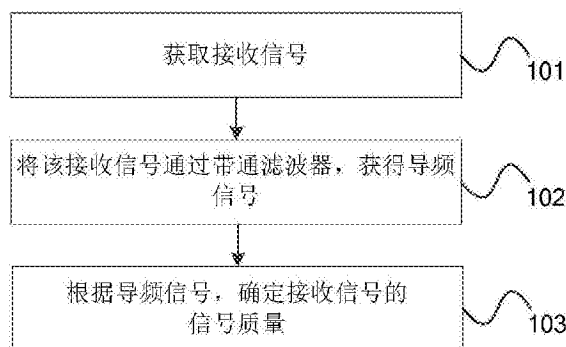 获取接收信号
101
将该接收信号通过带通滤波器，获得导频
信号
102
根据导频信号，确定接收信号的
信号质量
103